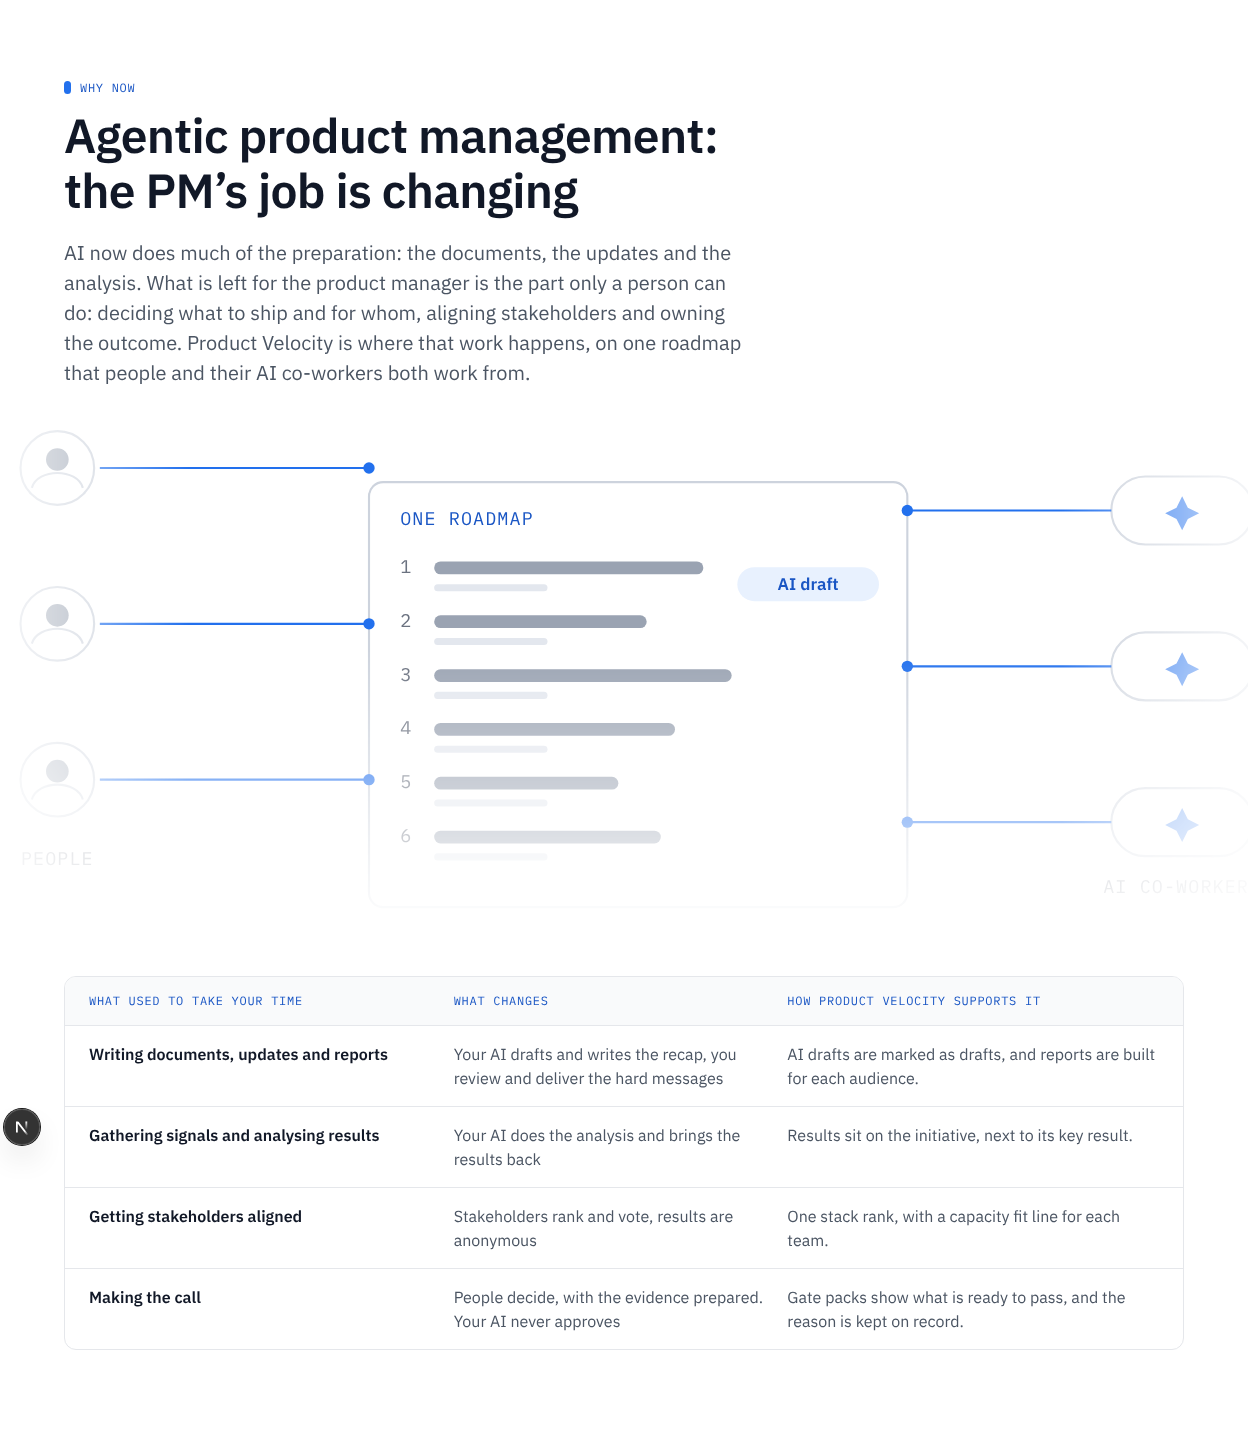 WHY NOW
Agentic product management:
the PM’s job is changing
AI now does much of the preparation: the documents, the updates and the
analysis. What is left for the product manager is the part only a person can
do: deciding what to ship and for whom, aligning stakeholders and owning
the outcome. Product Velocity is where that work happens, on one roadmap
that people and their AI co-workers both work from.
ONE ROADMAP
1
AI draft
2
3
4
5
6
PEOPLE
AI CO-WORKER
WHAT USED TO TAKE YOUR TIME
WHAT CHANGES
HOW PRODUCT VELOCITY SUPPORTS IT
Writing documents, updates and reports
Your AI drafts and writes the recap, you
review and deliver the hard messages
AI drafts are marked as drafts, and reports are built
for each audience.
Gathering signals and analysing results
Your AI does the analysis and brings the
results back
Results sit on the initiative, next to its key result.
Getting stakeholders aligned
Stakeholders rank and vote, results are
anonymous
One stack rank, with a capacity fit line for each
team.
Making the call
People decide, with the evidence prepared.
Your AI never approves
Gate packs show what is ready to pass, and the
reason is kept on record.
N